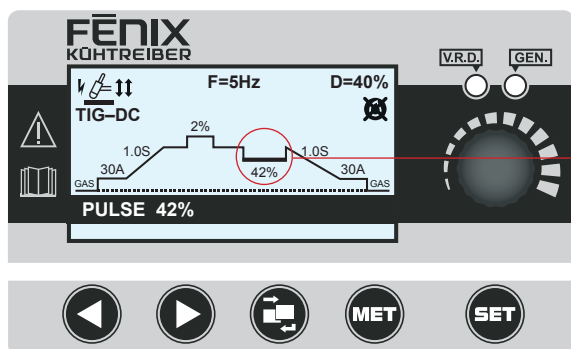 FĒNIX
KÜHTREIBER
V.R.D.
GEN.
F=5Hz
D=40%
TIG–DC
2%
1.0S
1.0S
30A
42%
30A
GAS
GAS
PULSE 42%
MET
SET